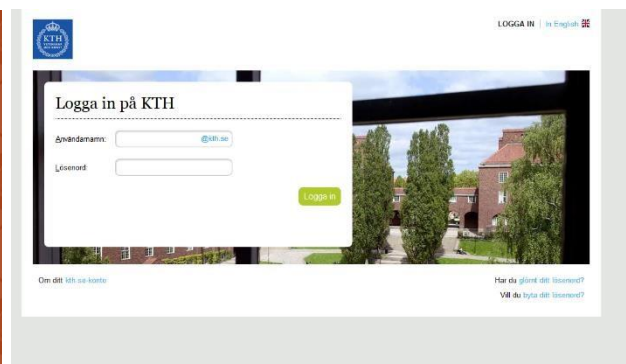 LOGGA IN | In English
KTH
Logga in på KTH
Användarnamn: @kth.se
Lösenord:
Logga in
Om ditt kth.se-konto
Har du glömt ditt lösenord?
Vill du byta ditt lösenord?